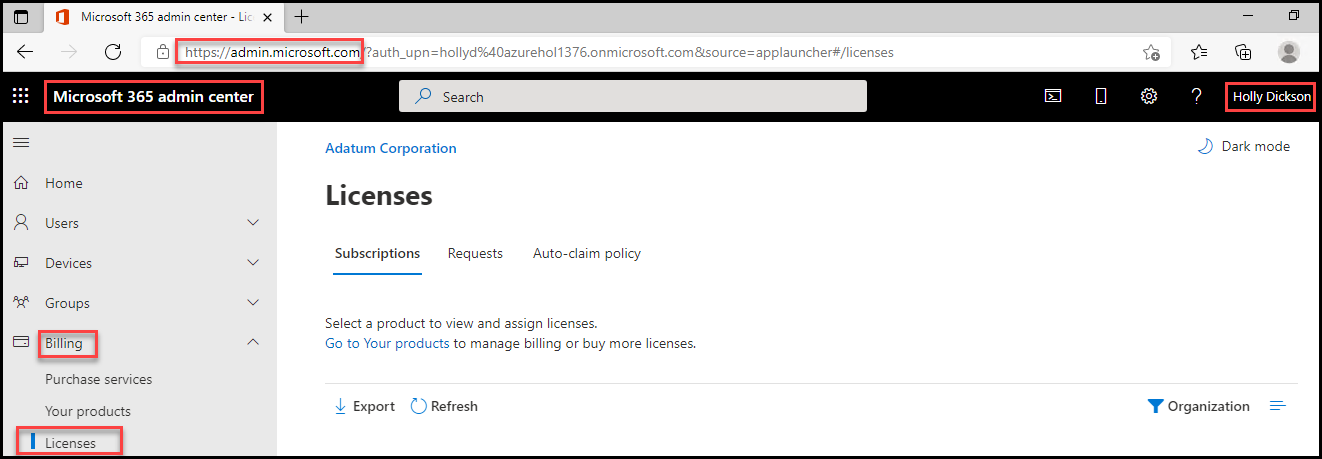 Microsoft 365 admin center - Lice
https://admin.microsoft.com/?auth_upn=hollyd%40azurehol1376.onmicrosoft.com&source=applauncher#/licenses
Microsoft 365 admin center
Search
Holly Dickson
Adatum Corporation
Dark mode
Home
Licenses
Users
Subscriptions
Requests
Auto-claim policy
Devices
Groups
Select a product to view and assign licenses.
Billing
Go to Your products to manage billing or buy more licenses.
Purchase services
Your products
Export
Refresh
Organization
Licenses